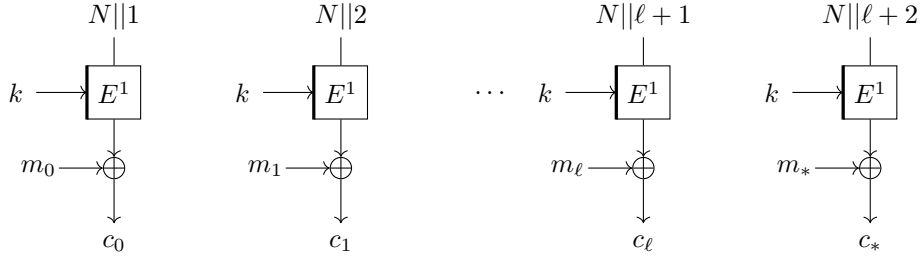 N||1 N||2 N||ℓ + 1 N||ℓ + 2
k E¹ k E¹ ··· k E¹ k E¹
m₀ m₁ m_ℓ m_*
c₀ c₁ c_ℓ c_*